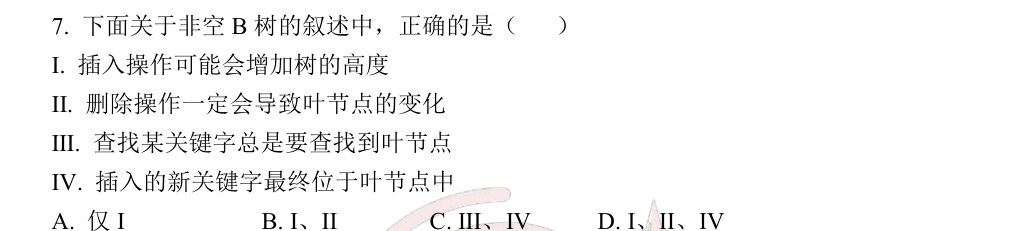 7. 下面关于非空 B 树的叙述中，正确的是（ ）
I. 插入操作可能会增加树的高度
II. 删除操作一定会导致叶节点的变化
III. 查找某关键字总是要查找到叶节点
IV. 插入的新关键字最终位于叶节点中
A. 仅 I B. I、II C. III、IV D. I、II、IV